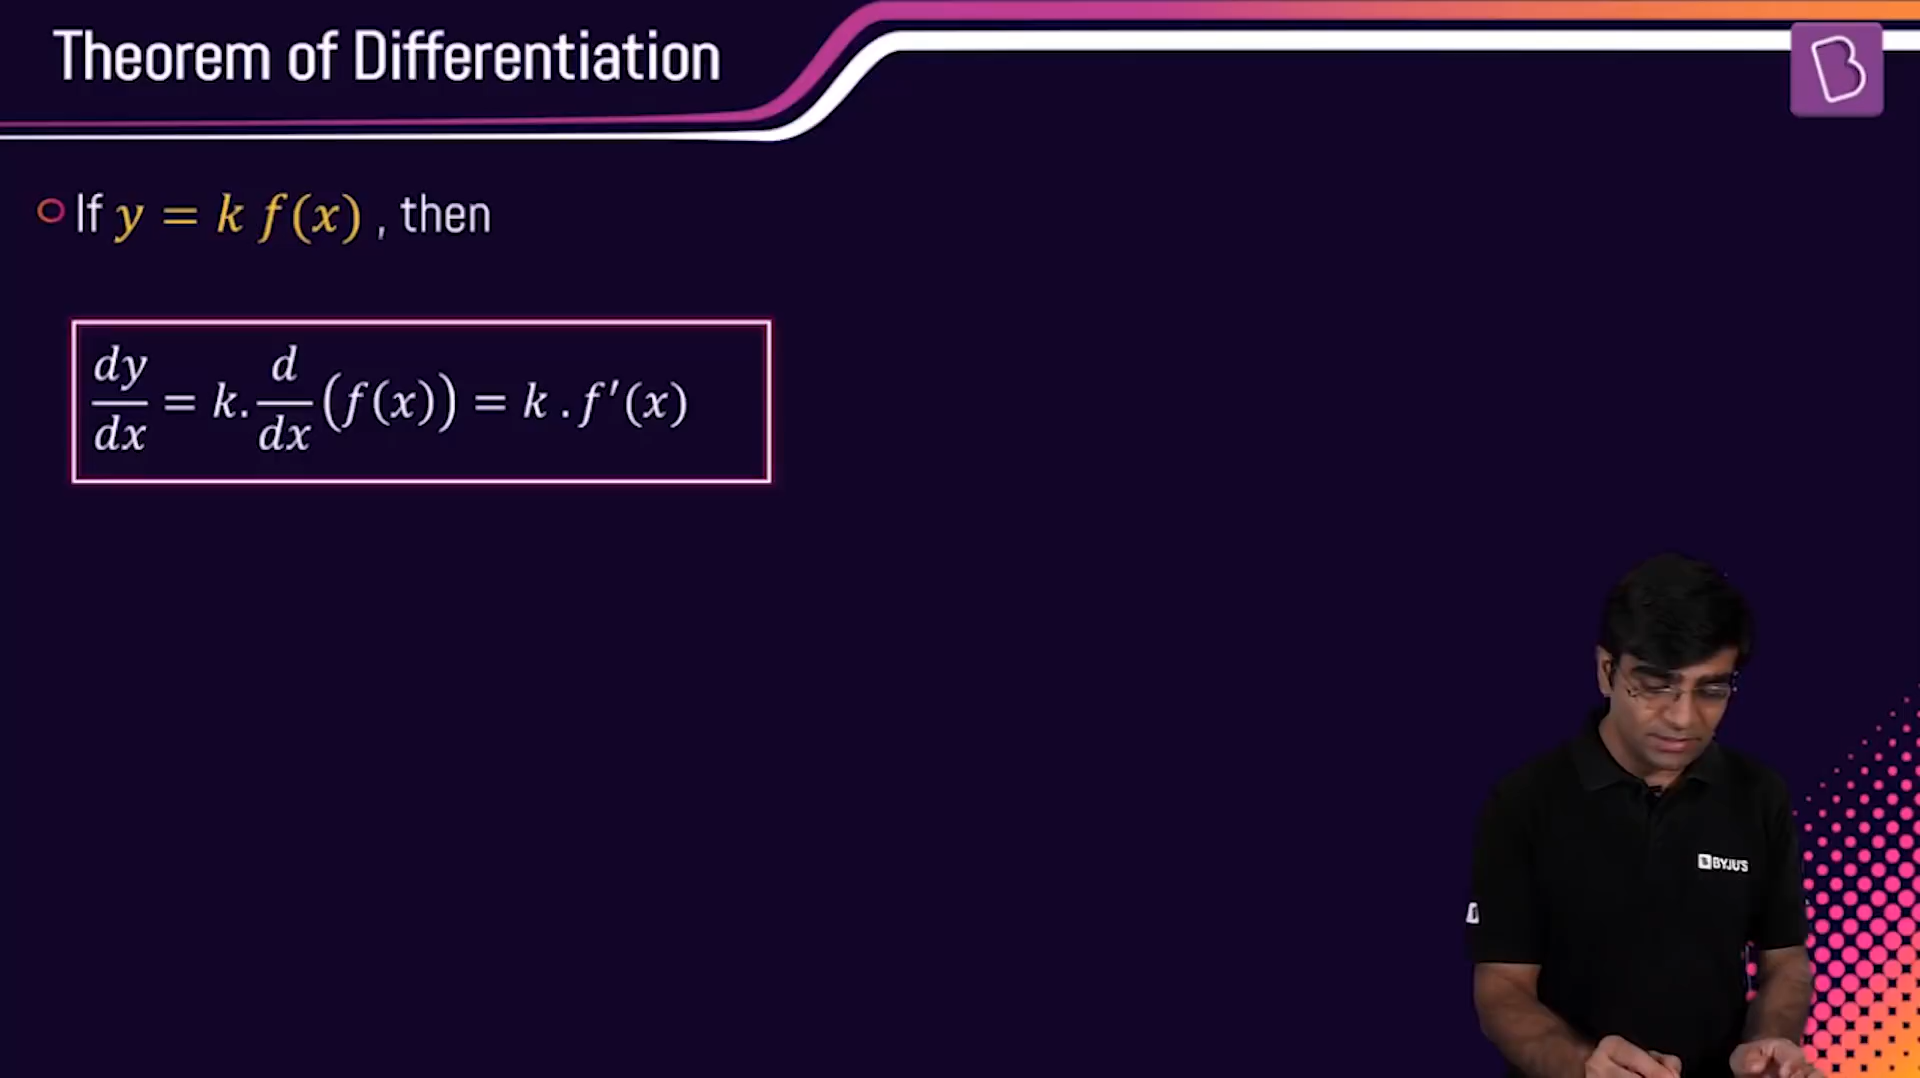 Theorem of Differentiation
If y = k f(x) , then
dy/dx = k. d/dx (f(x)) = k . f′(x)
BYJU'S